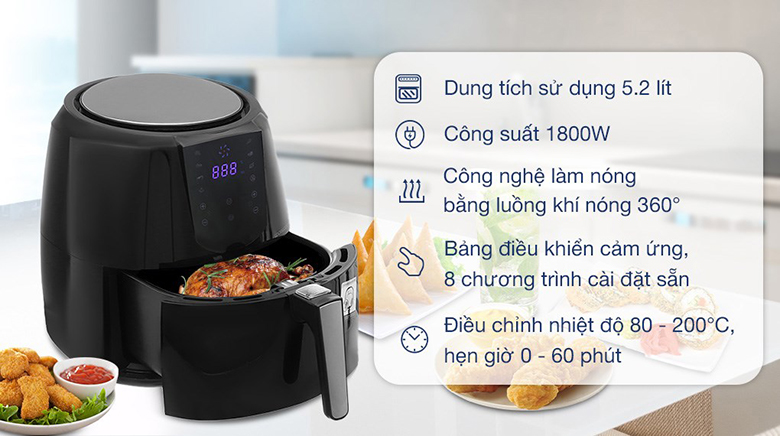 888
Dung tích sử dụng 5.2 lít
Công suất 1800W
Công nghệ làm nóng
bằng luồng khí nóng 360°
Bảng điều khiển cảm ứng,
8 chương trình cài đặt sẵn
Điều chỉnh nhiệt độ 80 - 200°C,
hẹn giờ 0 - 60 phút